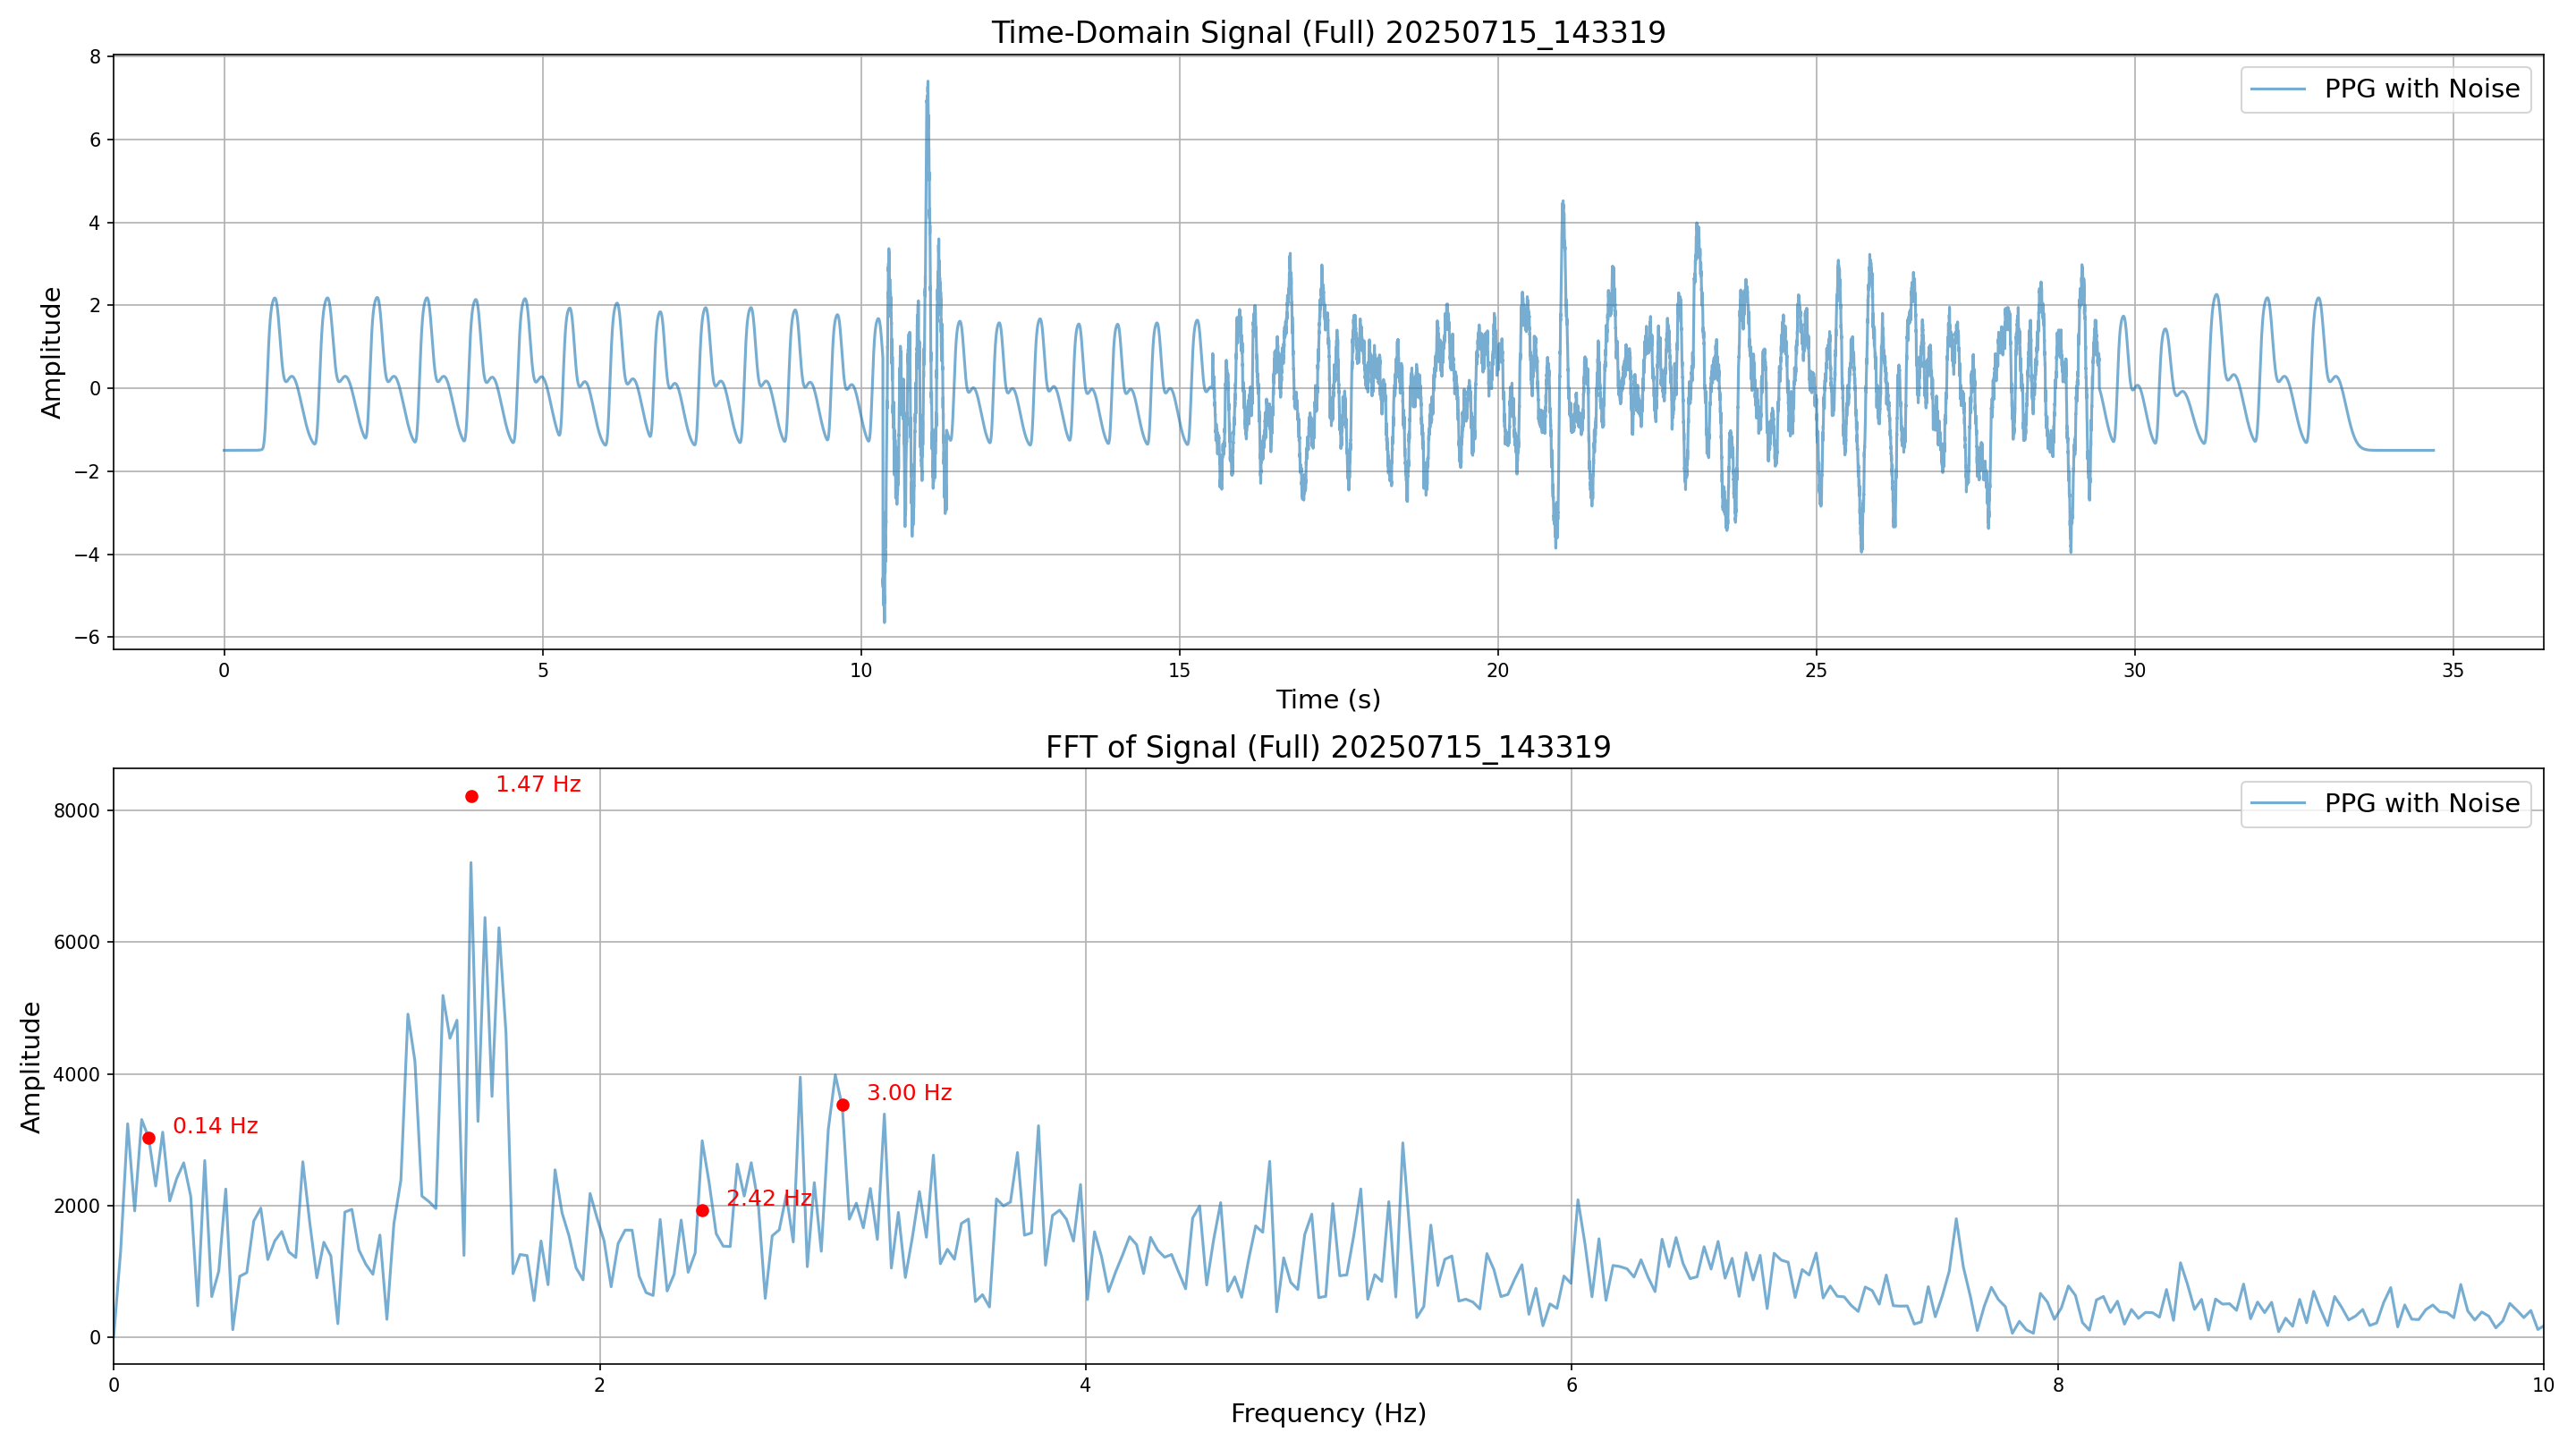 Time-Domain Signal (Full) 20250715_143319
PPG with Noise
Amplitude
8
6
4
2
0
−2
−4
−6
0 5 10 15 20 25 30 35
Time (s)
FFT of Signal (Full) 20250715_143319
PPG with Noise
1.47 Hz
0.14 Hz
3.00 Hz
2.42 Hz
Amplitude
8000
6000
4000
2000
0
0 2 4 6 8 10
Frequency (Hz)